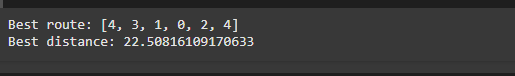 Best route: [4, 3, 1, 0, 2, 4]
Best distance: 22.50816109170633